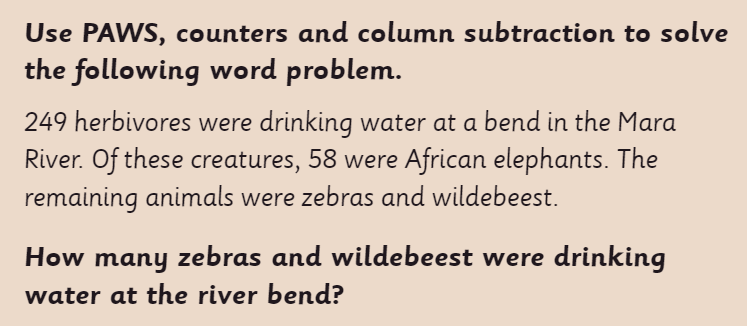 Use PAWS, counters and column subtraction to solve
the following word problem.
249 herbivores were drinking water at a bend in the Mara
River. Of these creatures, 58 were African elephants. The
remaining animals were zebras and wildebeest.
How many zebras and wildebeest were drinking
water at the river bend?